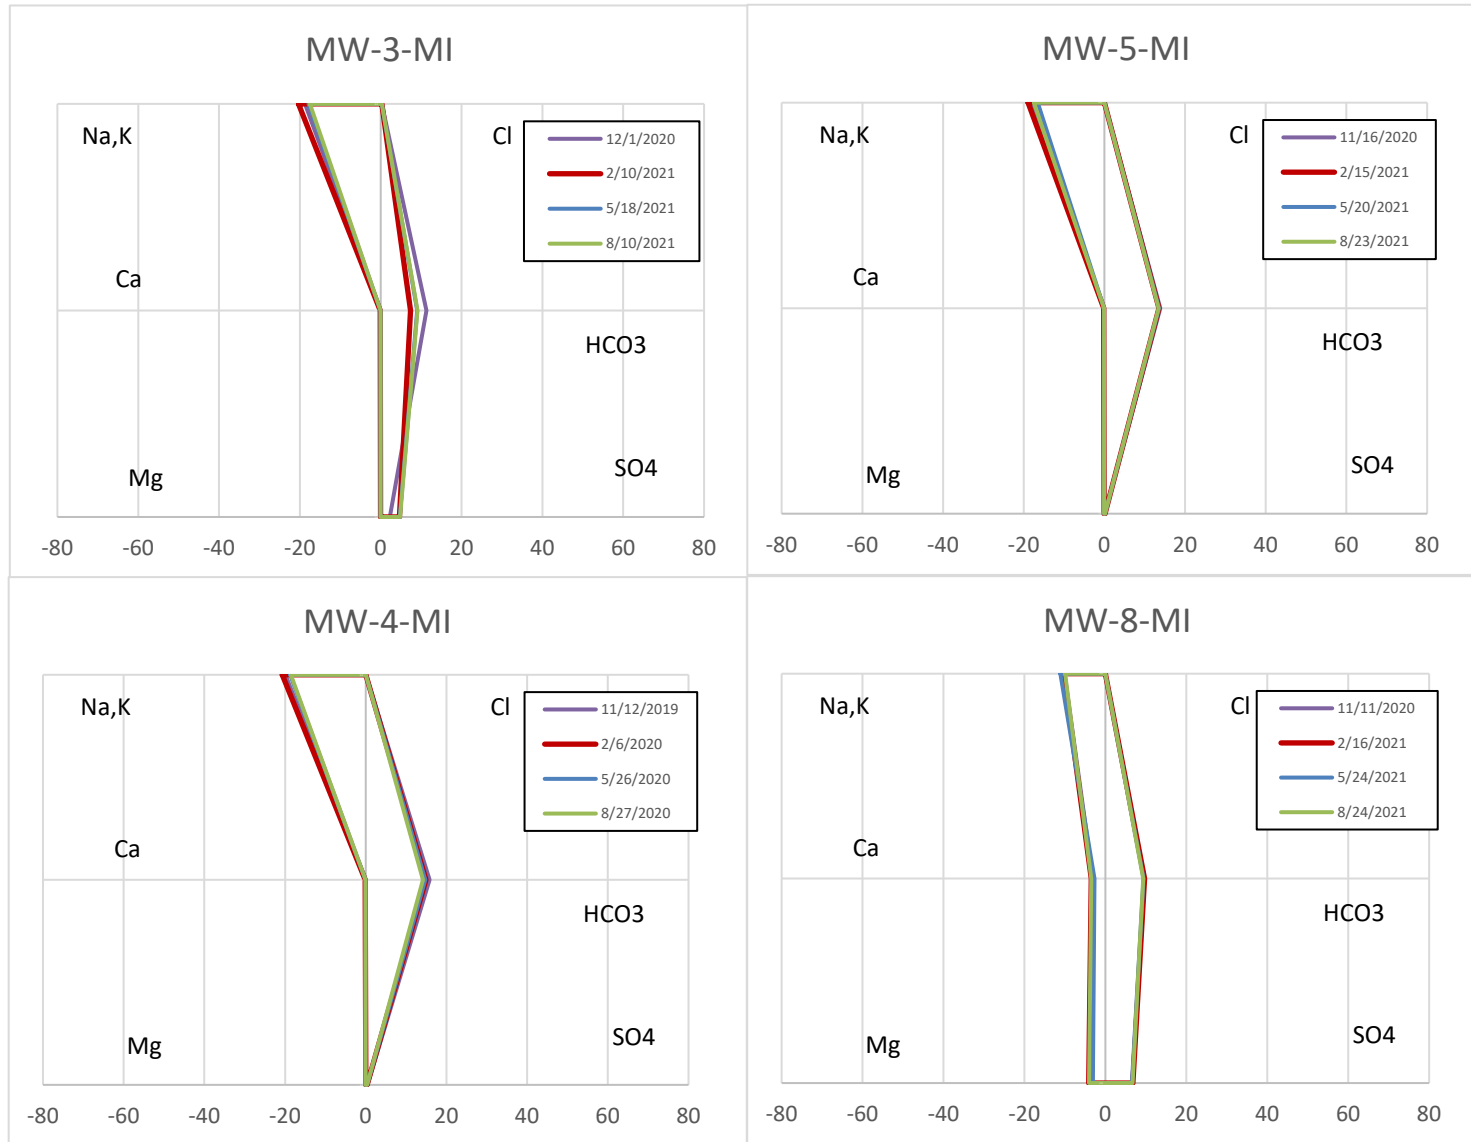 MW-3-MI
Na,K
Cl
12/1/2020
2/10/2021
5/18/2021
8/10/2021
Ca
HCO3
Mg
SO4
-80 -60 -40 -20 0 20 40 60 80
MW-5-MI
Na,K
Cl
11/16/2020
2/15/2021
5/20/2021
8/23/2021
Ca
HCO3
Mg
SO4
-80 -60 -40 -20 0 20 40 60 80
MW-4-MI
Na,K
Cl
11/12/2019
2/6/2020
5/26/2020
8/27/2020
Ca
HCO3
Mg
SO4
-80 -60 -40 -20 0 20 40 60 80
MW-8-MI
Na,K
Cl
11/11/2020
2/16/2021
5/24/2021
8/24/2021
Ca
HCO3
Mg
SO4
-80 -60 -40 -20 0 20 40 60 80